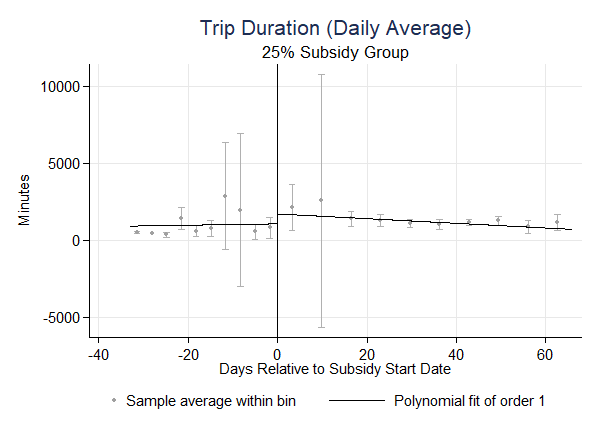 Trip Duration (Daily Average)
25% Subsidy Group
10000
5000
0
-5000
Minutes
-40 -20 0 20 40 60
Days Relative to Subsidy Start Date
Sample average within bin Polynomial fit of order 1